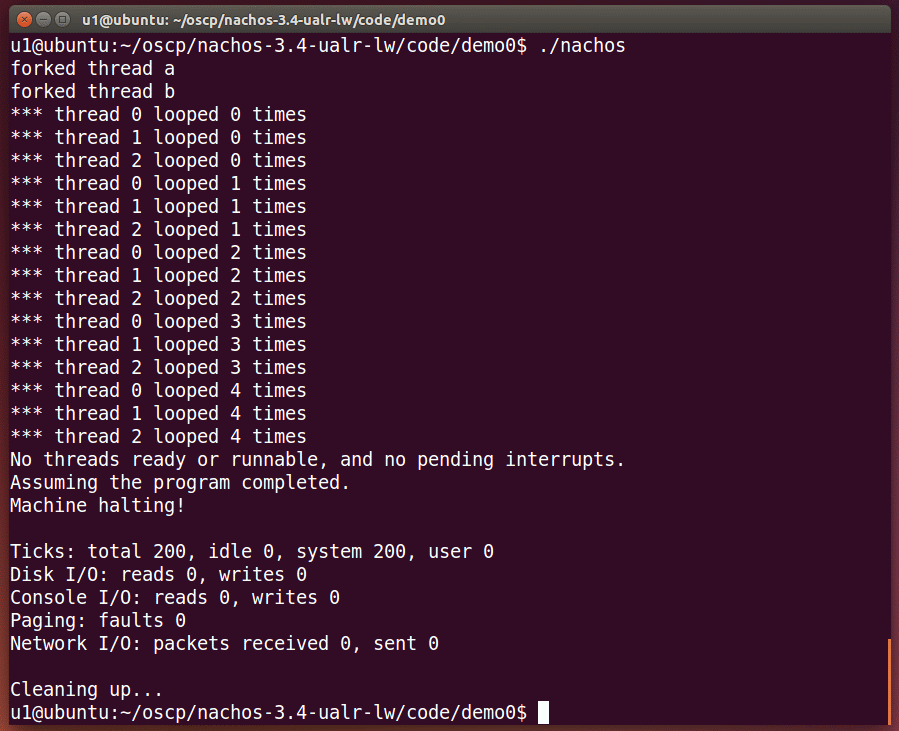 u1@ubuntu: ~/oscp/nachos-3.4-ualr-lw/code/demo0
u1@ubuntu:~/oscp/nachos-3.4-ualr-lw/code/demo0$ ./nachos
forked thread a
forked thread b
*** thread 0 looped 0 times
*** thread 1 looped 0 times
*** thread 2 looped 0 times
*** thread 0 looped 1 times
*** thread 1 looped 1 times
*** thread 2 looped 1 times
*** thread 0 looped 2 times
*** thread 1 looped 2 times
*** thread 2 looped 2 times
*** thread 0 looped 3 times
*** thread 1 looped 3 times
*** thread 2 looped 3 times
*** thread 0 looped 4 times
*** thread 1 looped 4 times
*** thread 2 looped 4 times
No threads ready or runnable, and no pending interrupts.
Assuming the program completed.
Machine halting!

Ticks: total 200, idle 0, system 200, user 0
Disk I/O: reads 0, writes 0
Console I/O: reads 0, writes 0
Paging: faults 0
Network I/O: packets received 0, sent 0

Cleaning up...
u1@ubuntu:~/oscp/nachos-3.4-ualr-lw/code/demo0$